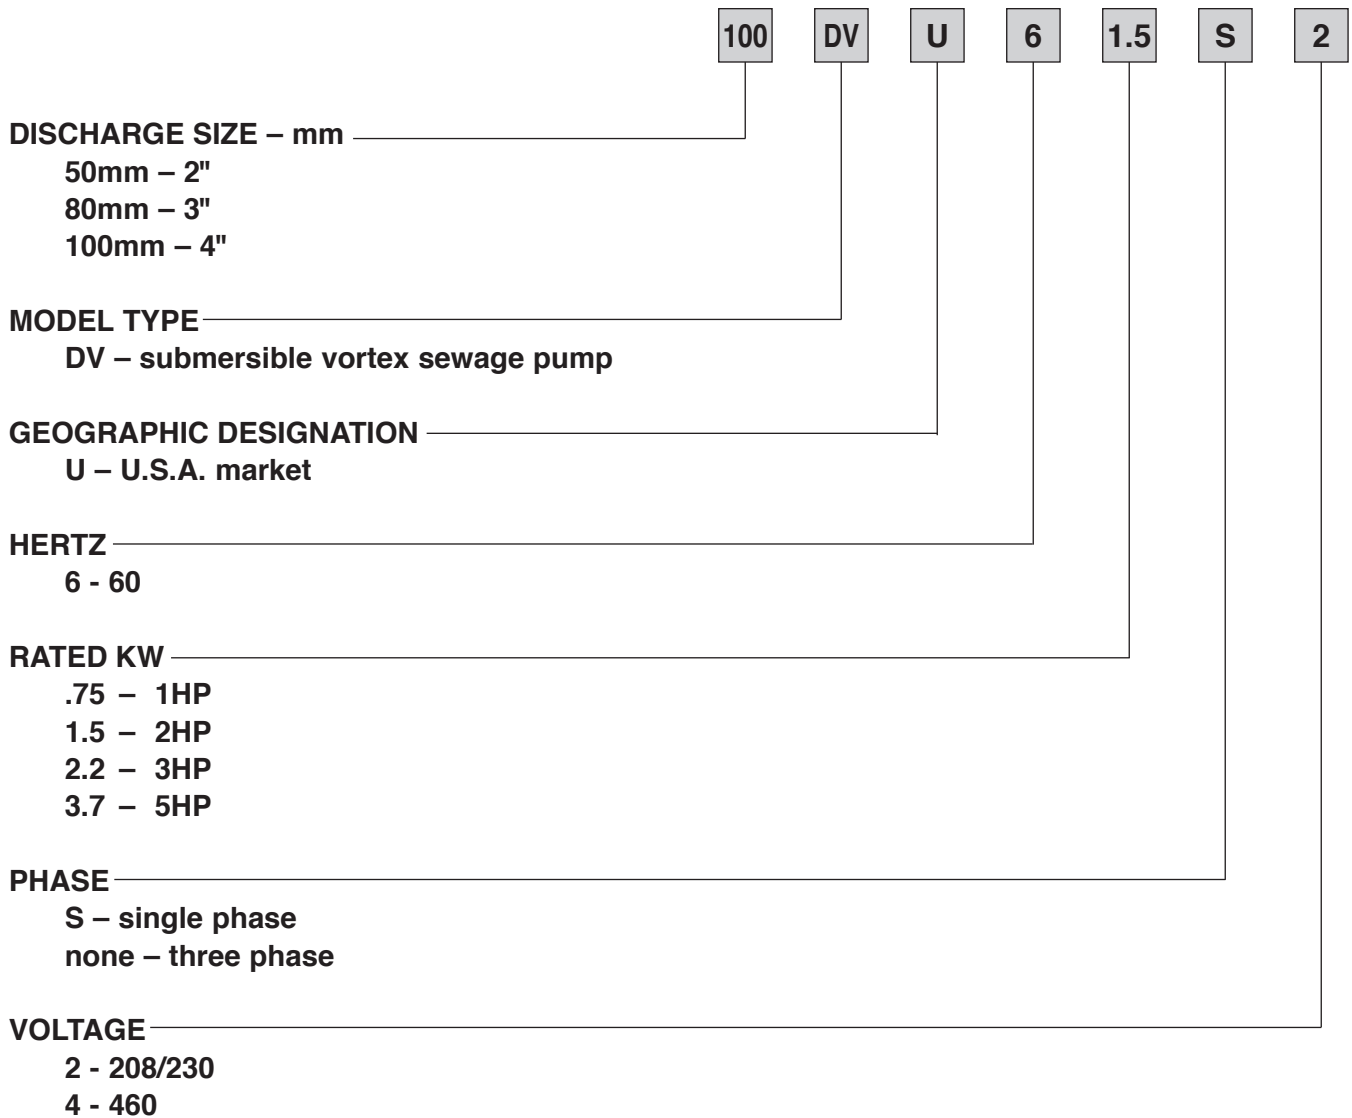 100 DV U 6 1.5 S 2
DISCHARGE SIZE – mm
50mm – 2"
80mm – 3"
100mm – 4"
MODEL TYPE
DV – submersible vortex sewage pump
GEOGRAPHIC DESIGNATION
U – U.S.A. market
HERTZ
6 - 60
RATED KW
.75 – 1HP
1.5 – 2HP
2.2 – 3HP
3.7 – 5HP
PHASE
S – single phase
none – three phase
VOLTAGE
2 - 208/230
4 - 460